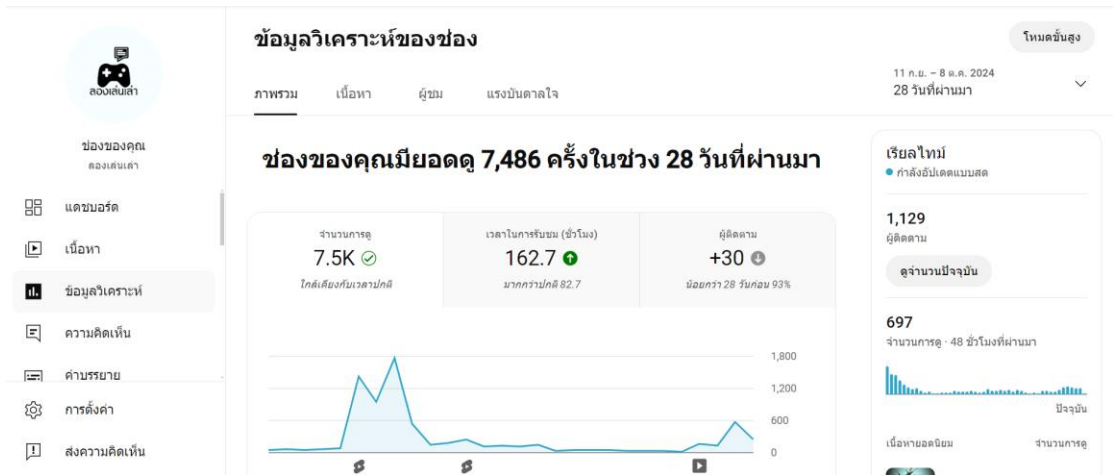 ลองเล่นเล่า
ช่องของคุณ
ลองเล่นเล่า
แดชบอร์ด
เนื้อหา
ข้อมูลวิเคราะห์
ความคิดเห็น
คำบรรยาย
การตั้งค่า
ส่งความคิดเห็น
ข้อมูลวิเคราะห์ของช่อง
โหมดขั้นสูง
ภาพรวม เนื้อหา ผู้ชม แรงบันดาลใจ
11 ก.ย. – 8 ต.ค. 2024
28 วันที่ผ่านมา
ช่องของคุณมียอดดู 7,486 ครั้งในช่วง 28 วันที่ผ่านมา
จำนวนการดู
7.5K
ใกล้เคียงกับเวลาปกติ
เวลาในการรับชม (ชั่วโมง)
162.7
มากกว่าปกติ 82.7
ผู้ติดตาม
+30
น้อยกว่า 28 วันก่อน 93%
1,800
1,200
600
0
เรียลไทม์
กำลังอัปเดตแบบสด
1,129
ผู้ติดตาม
ดูจำนวนปัจจุบัน
697
จำนวนการดู · 48 ชั่วโมงที่ผ่านมา
ปัจจุบัน
เนื้อหายอดนิยม จำนวนการดู